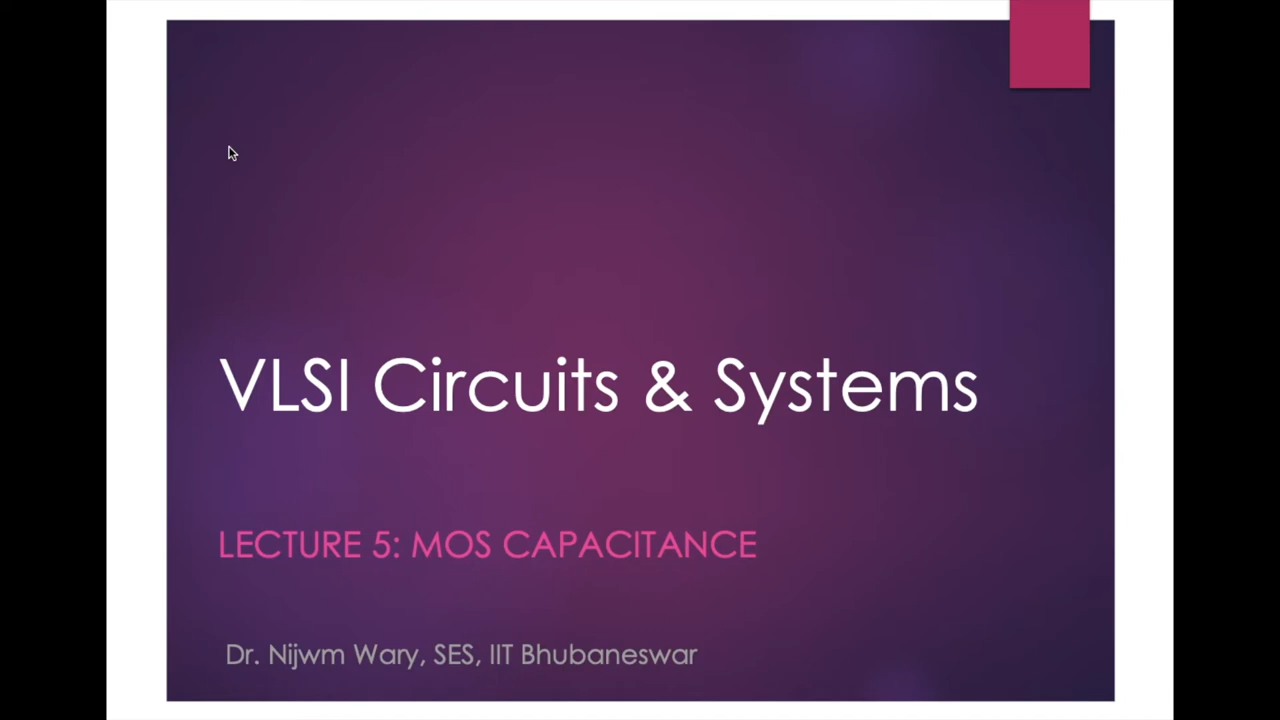 VLSI Circuits & Systems
LECTURE 5: MOS CAPACITANCE
Dr. Nijwm Wary, SES, IIT Bhubaneswar